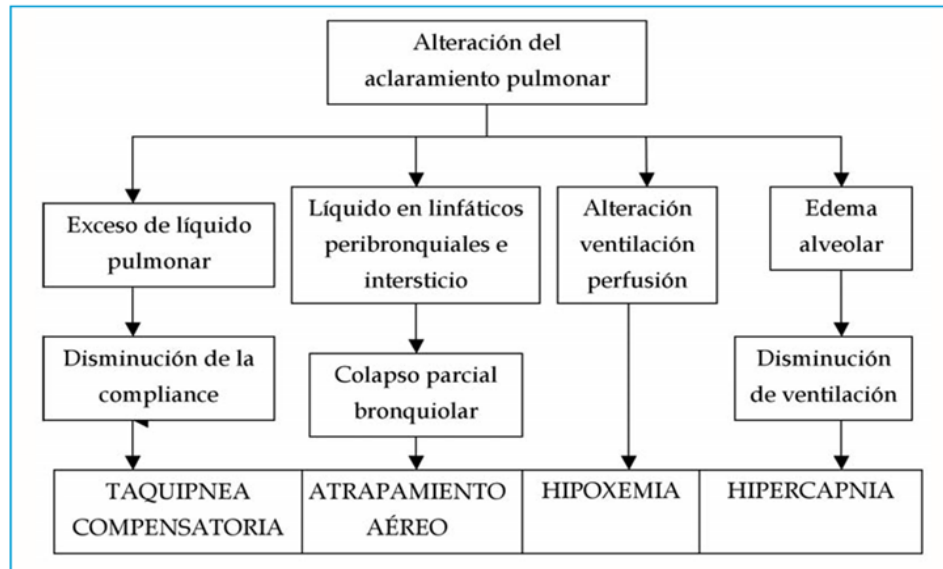 Alteración del
aclaramiento pulmonar
Exceso de líquido
pulmonar
Líquido en linfáticos
peribronquiales e
intersticio
Alteración
ventilación
perfusión
Edema
alveolar
Disminución de la
compliance
Colapso parcial
bronquiolar
Disminución
de ventilación
TAQUIPNEA
COMPENSATORIA
ATRAPAMIENTO
AÉREO
HIPOXEMIA
HIPERCAPNIA